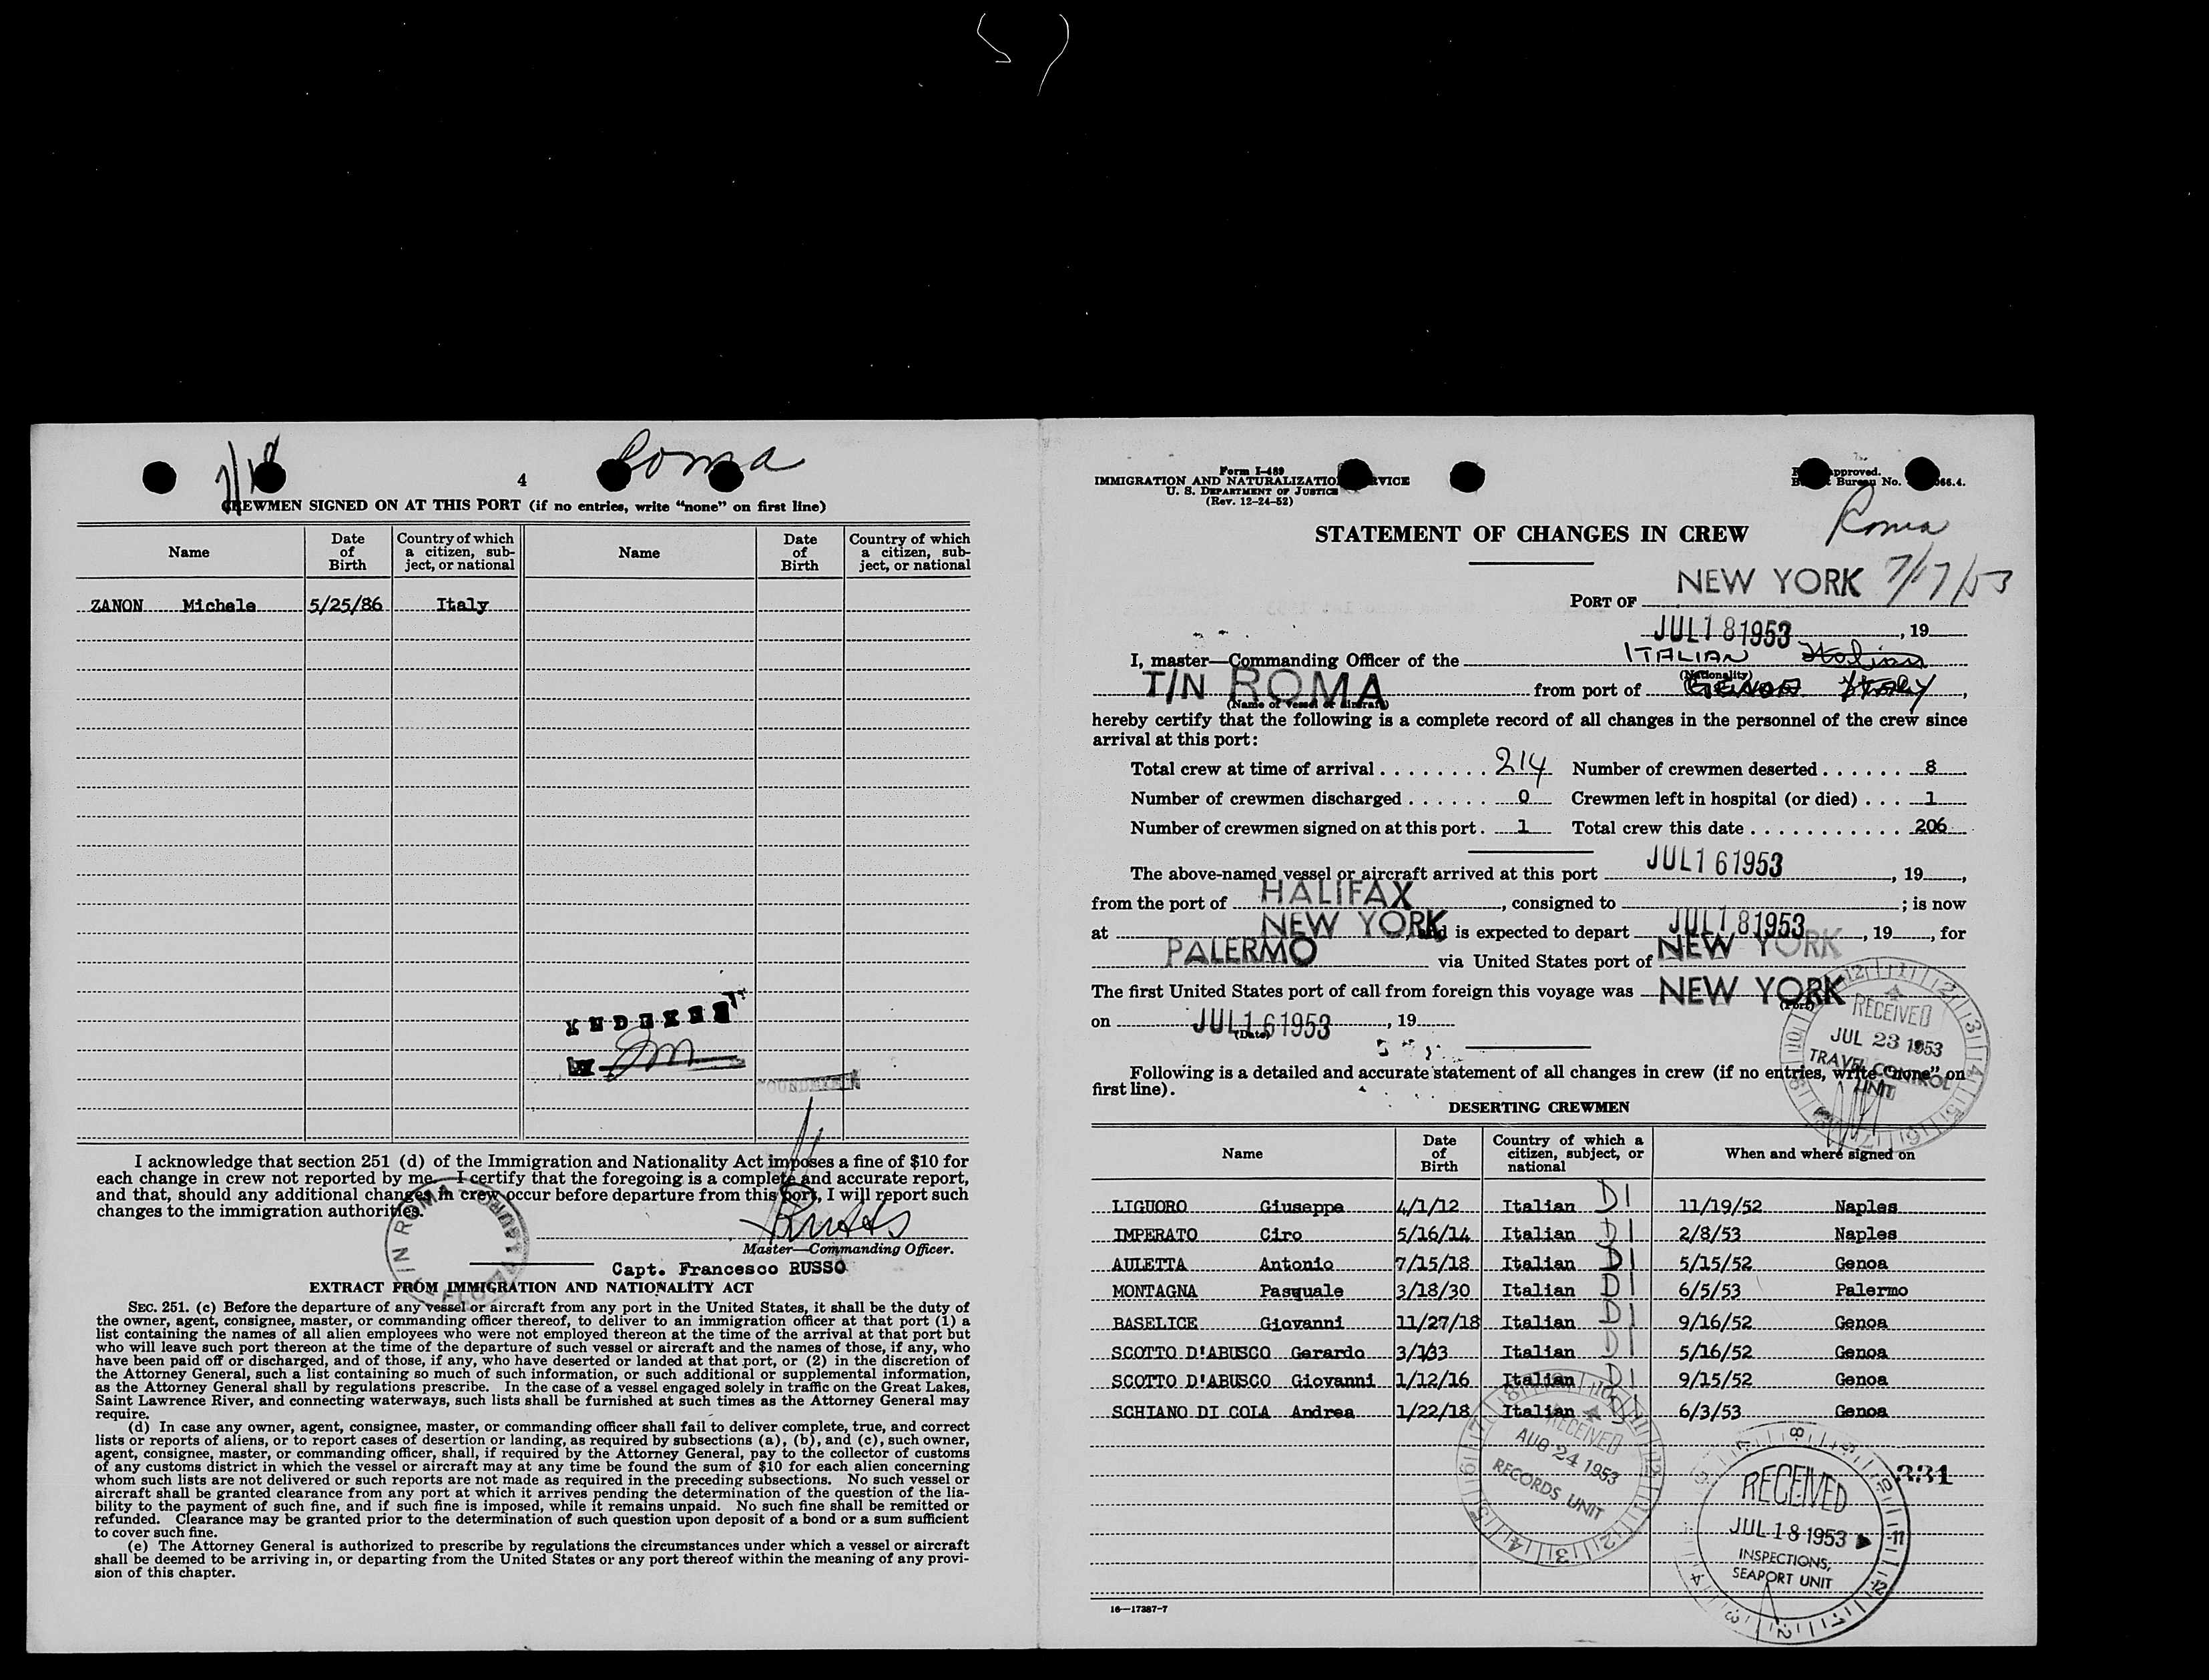 7/18
Roma
4
CREWMEN SIGNED ON AT THIS PORT (if no entries, write "none" on first line)
Name
Date of Birth
Country of which a citizen, sub-ject, or national
Name
Date of Birth
Country of which a citizen, sub-ject, or national
ZANON Michele 5/25/86 Italy
INDEXED
I acknowledge that section 251 (d) of the Immigration and Nationality Act imposes a fine of $10 for
each change in crew not reported by me. I certify that the foregoing is a complete and accurate report,
and that, should any additional changes in crew occur before departure from this port, I will report such
changes to the immigration authorities.
Master—Commanding Officer.
Capt. Francesco RUSSO
EXTRACT FROM IMMIGRATION AND NATIONALITY ACT
SEC. 251. (c) Before the departure of any vessel or aircraft from any port in the United States, it shall be the duty of
the owner, agent, consignee, master, or commanding officer thereof, to deliver to an immigration officer at that port (1) a
list containing the names of all alien employees who were not employed thereon at the time of the arrival at that port but
who will leave such port thereon at the time of the departure of such vessel or aircraft and the names of those, if any, who
have been paid off or discharged, and of those, if any, who have deserted or landed at that port, or (2) in the discretion of
the Attorney General, such a list containing so much of such information, or such additional or supplemental information,
as the Attorney General shall by regulations prescribe. In the case of a vessel engaged solely in traffic on the Great Lakes,
Saint Lawrence River, and connecting waterways, such lists shall be furnished at such times as the Attorney General may
require.
(d) In case any owner, agent, consignee, master, or commanding officer shall fail to deliver complete, true, and correct
lists or reports of aliens, or to report cases of desertion or landing, as required by subsections (a), (b), and (c), such owner,
agent, consignee, master, or commanding officer, shall, if required by the Attorney General, pay to the collector of customs
of any customs district in which the vessel or aircraft may at any time be found the sum of $10 for each alien concerning
whom such lists are not delivered or such reports are not made as required in the preceding subsections. No such vessel or
aircraft shall be granted clearance from any port at which it arrives pending the determination of the question of the lia-
bility to the payment of such fine, and if such fine is imposed, while it remains unpaid. No such fine shall be remitted or
refunded. Clearance may be granted prior to the determination of such question upon deposit of a bond or a sum sufficient
to cover such fine.
(e) The Attorney General is authorized to prescribe by regulations the circumstances under which a vessel or aircraft
shall be deemed to be arriving in, or departing from the United States or any port thereof within the meaning of any provi-
sion of this chapter.
Form I-489
IMMIGRATION AND NATURALIZATION SERVICE
U. S. DEPARTMENT OF JUSTICE
(Rev. 12-24-52)
approved.
Bureau No. 066.4.
Roma
STATEMENT OF CHANGES IN CREW
7/17/53
PORT OF NEW YORK
JUL 18 1953, 19
I, master—Commanding Officer of the ITALIAN Italian
(Nationality)
T/N ROMA from port of GENOA Italy,
(Name of vessel or aircraft)
hereby certify that the following is a complete record of all changes in the personnel of the crew since
arrival at this port:
Total crew at time of arrival 214 Number of crewmen deserted 8
Number of crewmen discharged 0 Crewmen left in hospital (or died) 1
Number of crewmen signed on at this port 1 Total crew this date 206
The above-named vessel or aircraft arrived at this port JUL 16 1953, 19,
from the port of HALIFAX, consigned to ; is now
at NEW YORK, and is expected to depart JUL 18 1953, 19, for
PALERMO via United States port of NEW YORK
The first United States port of call from foreign this voyage was NEW YORK
(Port)
on JUL 16 1953, 19
(Date)
RECEIVED
JUL 23 1953
TRAVEL CONTROL
UNIT
Following is a detailed and accurate statement of all changes in crew (if no entries, write "none" on
first line).
DESERTING CREWMEN
Name
Date of Birth
Country of which a citizen, subject, or national
When and where signed on
LIGUORO Giuseppe 4/1/12 Italian DI 11/19/52 Naples
IMPERATO Ciro 5/16/14 Italian DI 2/8/53 Naples
AULETTA Antonio 7/15/18 Italian DI 5/15/52 Genoa
MONTAGNA Pasquale 3/18/30 Italian DI 6/5/53 Palermo
BASELICE Giovanni 11/27/18 Italian DI 9/16/52 Genoa
SCOTTO D'ABUSCO Gerardo Italian DI 5/16/52 Genoa
SCOTTO D'ABUSCO Giovanni 1/12/16 Italian DI 9/15/52 Genoa
SCHIANO DI COLA Andrea 1/22/18 Italian DI 6/3/53 Genoa
RECEIVED
AUG 24 1953
RECORDS UNIT
331
RECEIVED
JUL 18 1953
INSPECTIONS,
SEAPORT UNIT
16—17387-7